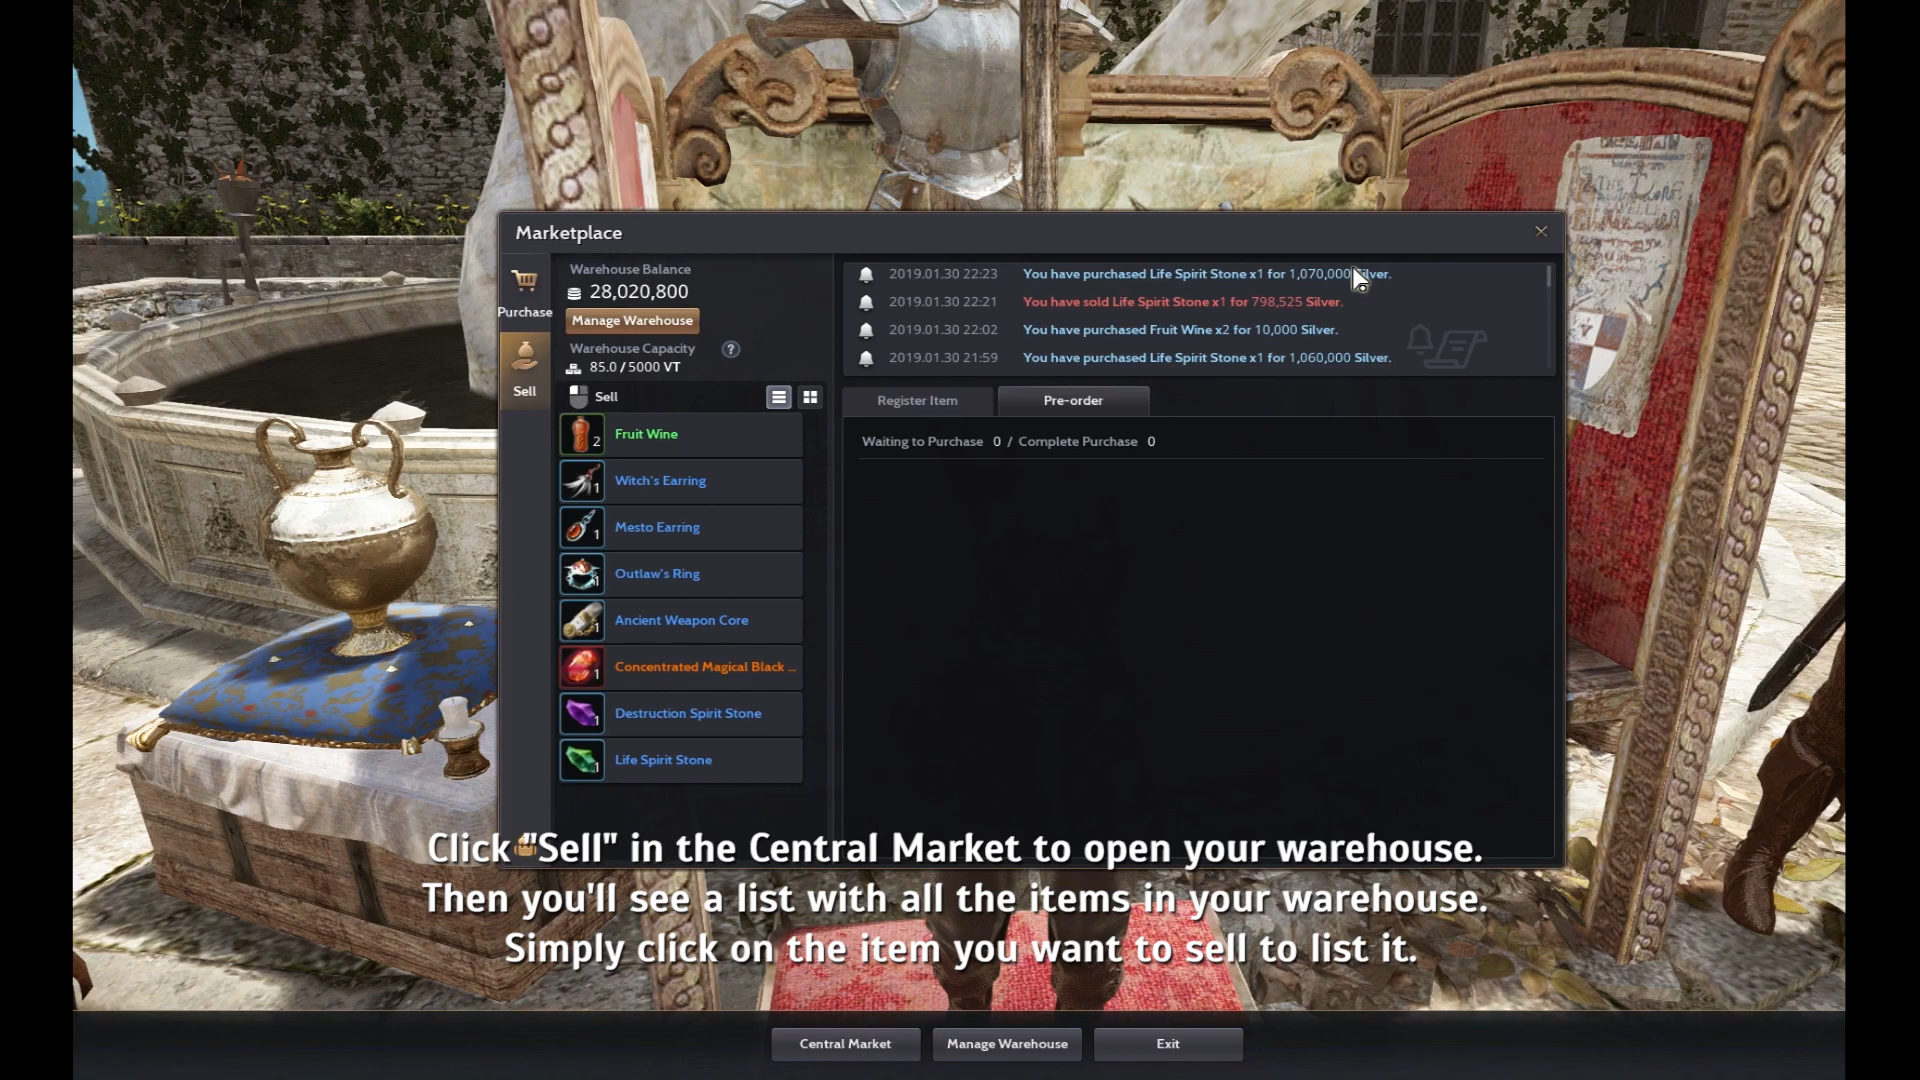 Marketplace
Purchase
Sell
Warehouse Balance
28,020,800
Manage Warehouse
Warehouse Capacity ?
85.0 / 5000 VT
Sell
2 Fruit Wine
1 Witch's Earring
1 Mesto Earring
1 Outlaw's Ring
1 Ancient Weapon Core
1 Concentrated Magical Black ...
1 Destruction Spirit Stone
1 Life Spirit Stone
2019.01.30 22:23 You have purchased Life Spirit Stone x1 for 1,070,000 Silver.
2019.01.30 22:21 You have sold Life Spirit Stone x1 for 798,525 Silver.
2019.01.30 22:02 You have purchased Fruit Wine x2 for 10,000 Silver.
2019.01.30 21:59 You have purchased Life Spirit Stone x1 for 1,060,000 Silver.
Register Item Pre-order
Waiting to Purchase 0 / Complete Purchase 0
Click "Sell" in the Central Market to open your warehouse.
Then you'll see a list with all the items in your warehouse.
Simply click on the item you want to sell to list it.
Central Market Manage Warehouse Exit